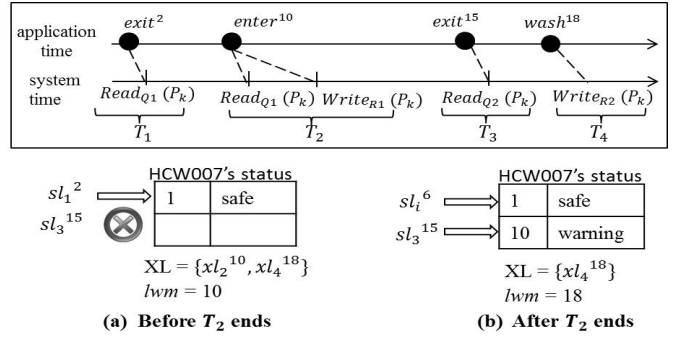 application time
exit² enter¹⁰ exit¹⁵ wash¹⁸
system time
Read_Q1 (P_k) Read_Q1 (P_k) Write_R1 (P_k) Read_Q2 (P_k) Write_R2 (P_k)
T₁ T₂ T₃ T₄
HCW007's status
sl₁² 1 safe
sl₃¹⁵
XL = {xl₂¹⁰, xl₄¹⁸}
lwm = 10
(a) Before T₂ ends
HCW007's status
sl_i⁶ 1 safe
sl₃¹⁵ 10 warning
XL = {xl₄¹⁸}
lwm = 18
(b) After T₂ ends